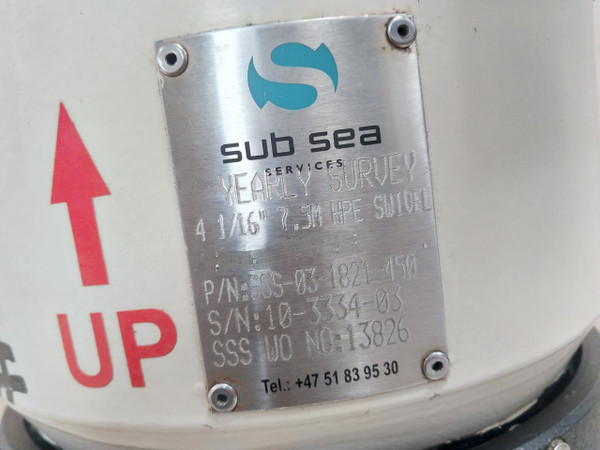 sub sea
SERVICES
YEARLY SURVEY
4 1/16" 7.5M HPE SWIVEL
P/N:SSS-03-1821-450
S/N:10-3334-03
SSS WO NO:13826
Tel.: +47 51 83 95 30
UP